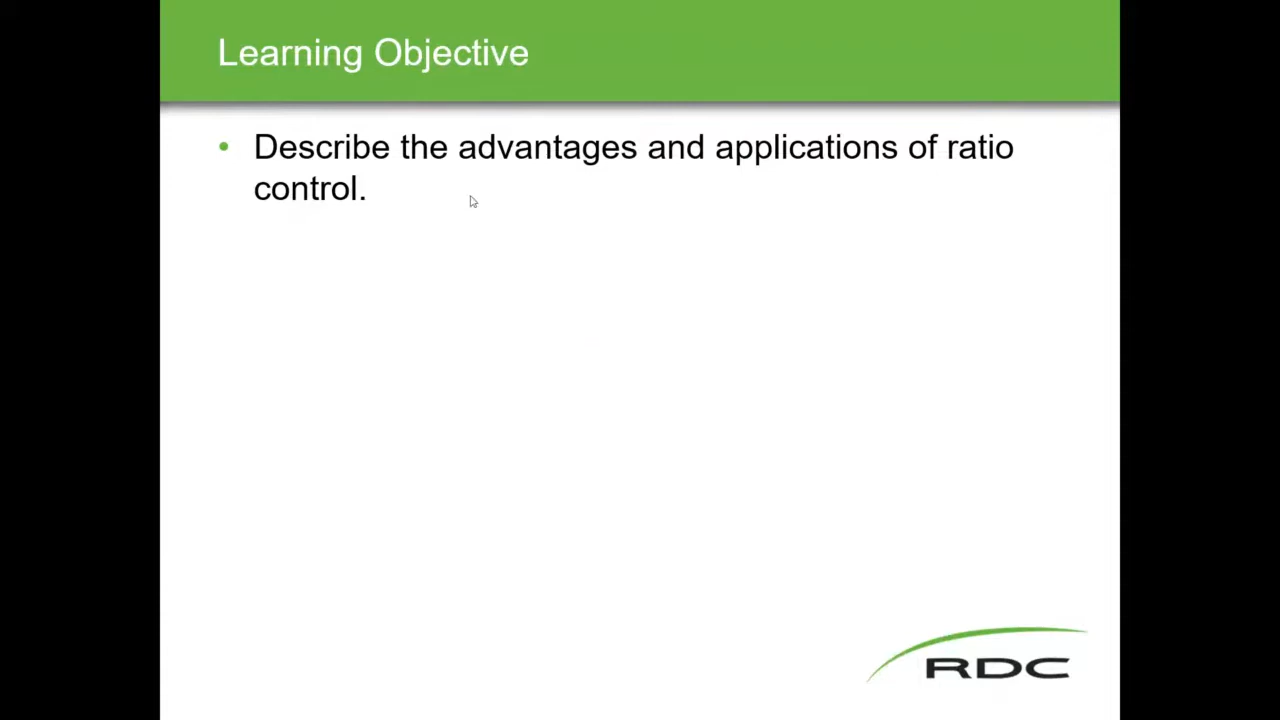 Learning Objective
• Describe the advantages and applications of ratio
control.
RDC